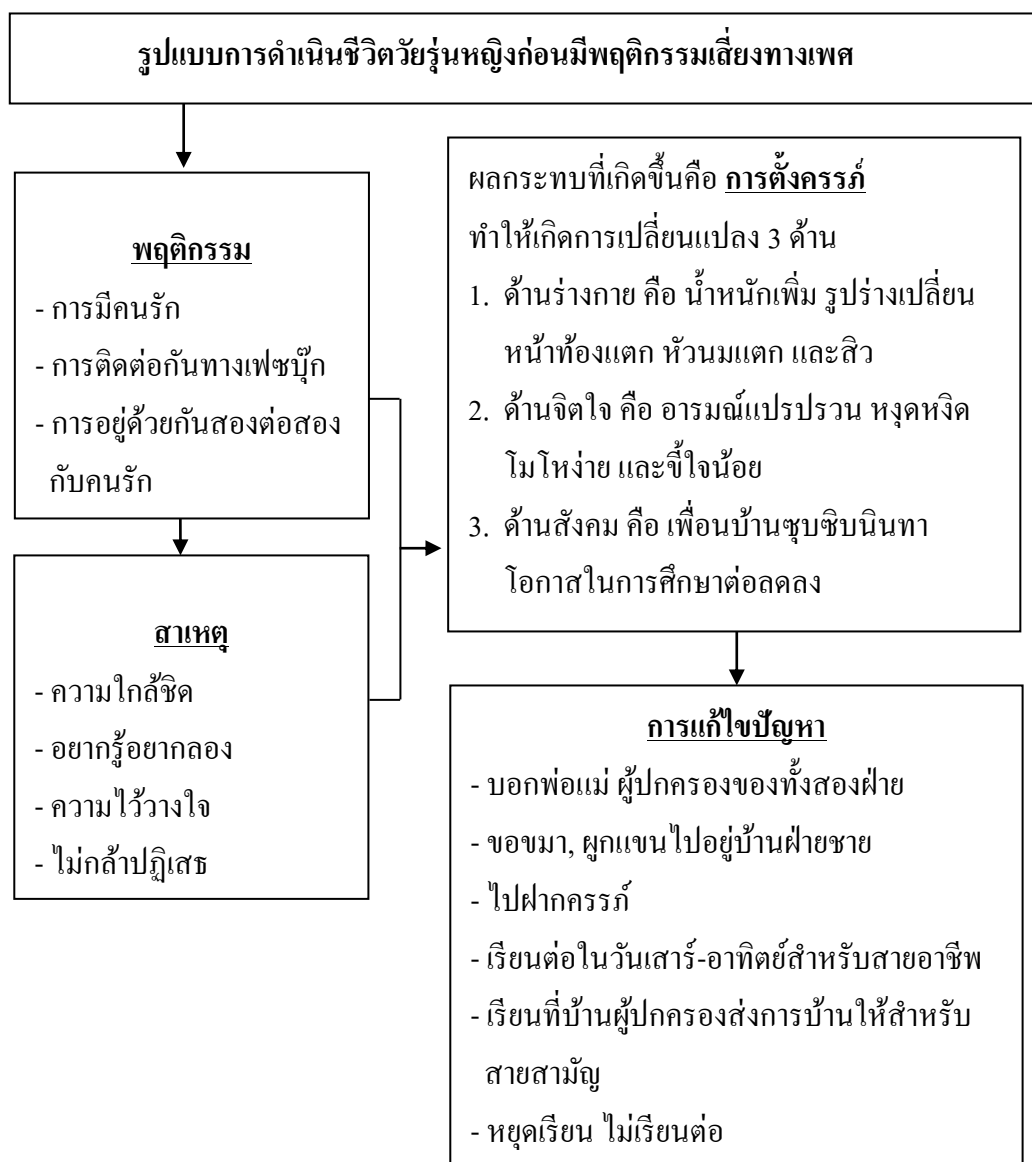 รูปแบบการดำเนินชีวิตวัยรุ่นหญิงก่อนมีพฤติกรรมเสี่ยงทางเพศ
พฤติกรรม
- การมีคนรัก
- การติดต่อกันทางเฟซบุ๊ก
- การอยู่ด้วยกันสองต่อสอง
กับคนรัก
สาเหตุ
- ความใกล้ชิด
- อยากรู้อยากลอง
- ความไว้วางใจ
- ไม่กล้าปฏิเสธ
ผลกระทบที่เกิดขึ้นคือ การตั้งครรภ์
ทำให้เกิดการเปลี่ยนแปลง 3 ด้าน
1. ด้านร่างกาย คือ น้ำหนักเพิ่ม รูปร่างเปลี่ยน
หน้าท้องแตก หัวนมแตก และสิว
2. ด้านจิตใจ คือ อารมณ์แปรปรวน หงุดหงิด
โมโหง่าย และขี้ใจน้อย
3. ด้านสังคม คือ เพื่อนบ้านซุบซิบนินทา
โอกาสในการศึกษาต่อลดลง
การแก้ไขปัญหา
- บอกพ่อแม่ ผู้ปกครองของทั้งสองฝ่าย
- ขอขมา, ผูกแขนไปอยู่บ้านฝ่ายชาย
- ไปฝากครรภ์
- เรียนต่อในวันเสาร์-อาทิตย์สำหรับสายอาชีพ
- เรียนที่บ้านผู้ปกครองส่งการบ้านให้สำหรับ
สายสามัญ
- หยุดเรียน ไม่เรียนต่อ